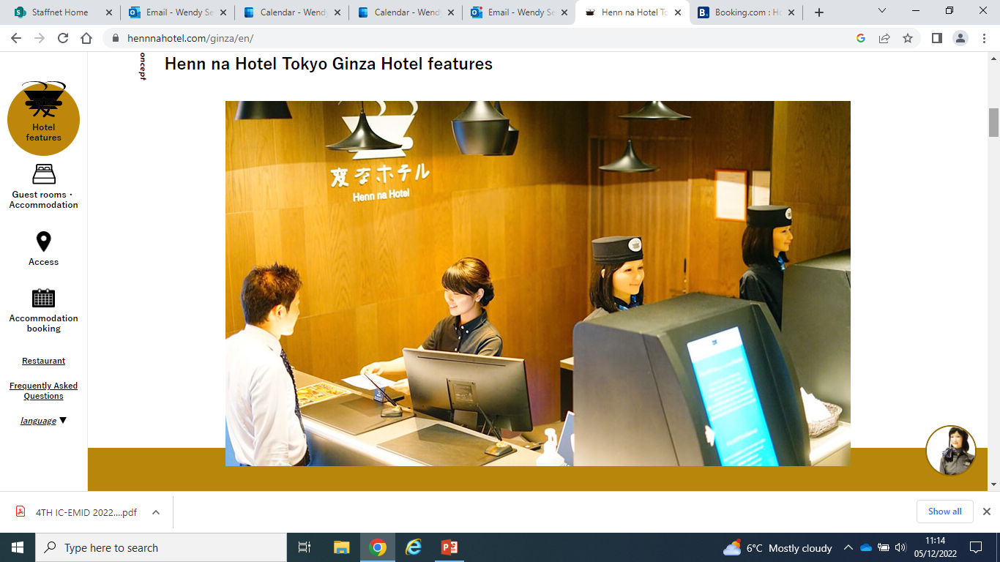 Staffnet Home
Email - Wendy Se
Calendar - Wendy
Calendar - Wendy
Email - Wendy Se
Henn na Hotel To
Booking.com : Ho
hennnahotel.com/ginza/en/
oncept
Henn na Hotel Tokyo Ginza Hotel features
変
Hotel
features
Guest rooms・
Accommodation
Access
Accommodation
booking
Restaurant
Frequently Asked
Questions
language ▼
変なホテル
Henn na Hotel
4TH IC-EMID 2022....pdf
Show all
Type here to search
6°C Mostly cloudy
11:14
05/12/2022